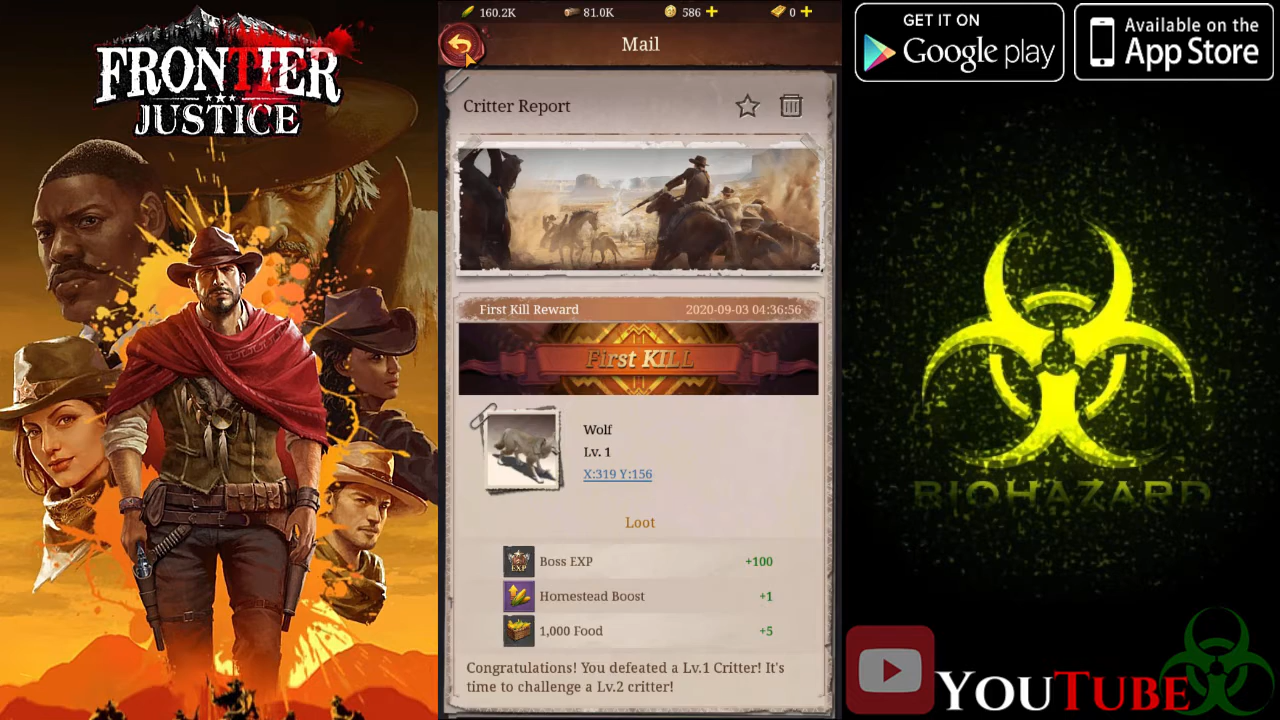 FRONTIER
JUSTICE
160.2K
81.0K
586
0
Mail
Critter Report
First Kill Reward
2020-09-03 04:36:56
First KILL
Wolf
Lv. 1
X:319 Y:156
Loot
EXP
Boss EXP
+100
Homestead Boost
+1
1,000 Food
+5
Congratulations! You defeated a Lv.1 Critter! It's
time to challenge a Lv.2 critter!
GET IT ON
Google play
Available on the
App Store
BIOHAZARD
YOUTUBE